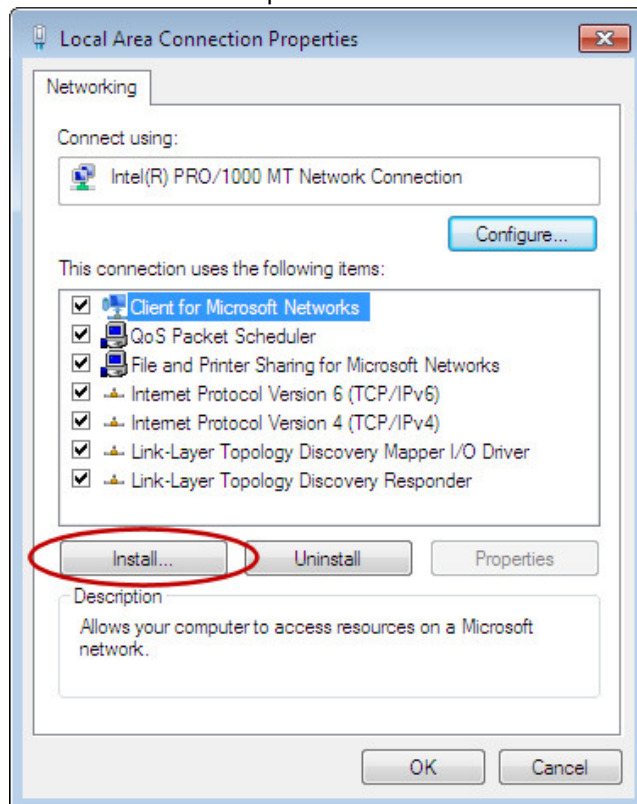 Local Area Connection Properties
Networking
Connect using:
Intel(R) PRO/1000 MT Network Connection
Configure...
This connection uses the following items:
Client for Microsoft Networks
QoS Packet Scheduler
File and Printer Sharing for Microsoft Networks
Internet Protocol Version 6 (TCP/IPv6)
Internet Protocol Version 4 (TCP/IPv4)
Link-Layer Topology Discovery Mapper I/O Driver
Link-Layer Topology Discovery Responder
Install... Uninstall Properties
Description
Allows your computer to access resources on a Microsoft
network.
OK Cancel